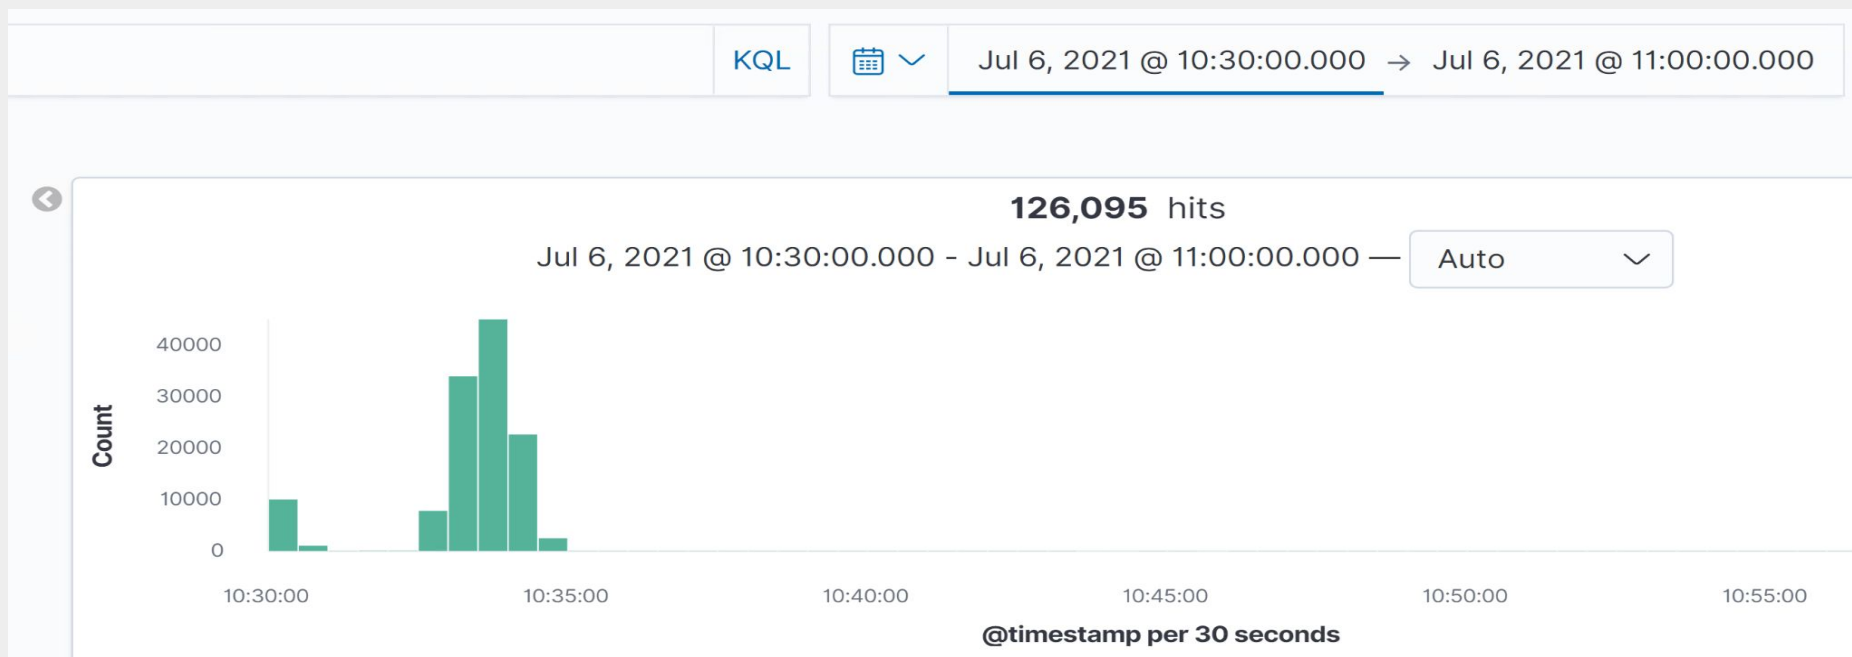 KQL
Jul 6, 2021 @ 10:30:00.000 → Jul 6, 2021 @ 11:00:00.000
126,095 hits
Jul 6, 2021 @ 10:30:00.000 - Jul 6, 2021 @ 11:00:00.000 — Auto
Count
40000
30000
20000
10000
0
10:30:00 10:35:00 10:40:00 10:45:00 10:50:00 10:55:00
@timestamp per 30 seconds